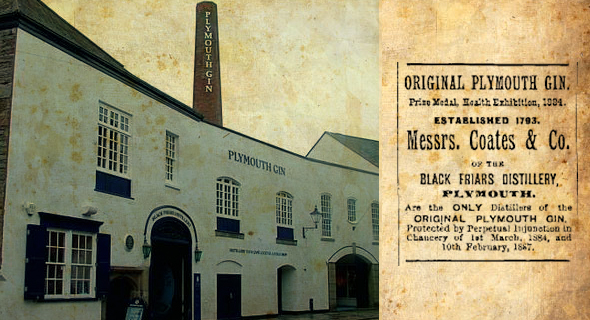 PLYMOUTH GIN
PLYMOUTH GIN
ORIGINAL PLYMOUTH GIN.
Prize Medal, Health Exhibition, 1884.
ESTABLISHED 1793.
Messrs. Coates & Co.
OF THE
BLACK FRIARS DISTILLERY,
PLYMOUTH.
Are the ONLY Distillers of the
ORIGINAL PLYMOUTH GIN.
Protected by Perpetual Injunction in
Chancery of 1st March, 1884, and
10th February, 1887.